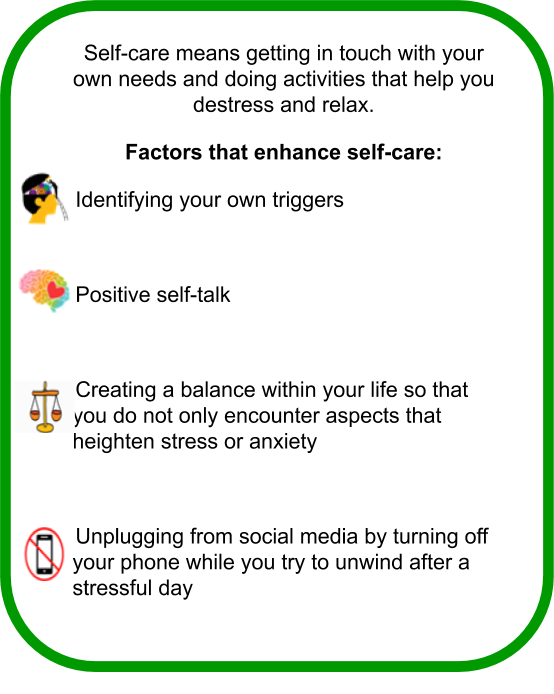 Self-care means getting in touch with your
own needs and doing activities that help you
destress and relax.
Factors that enhance self-care:
Identifying your own triggers
Positive self-talk
Creating a balance within your life so that
you do not only encounter aspects that
heighten stress or anxiety
Unplugging from social media by turning off
your phone while you try to unwind after a
stressful day